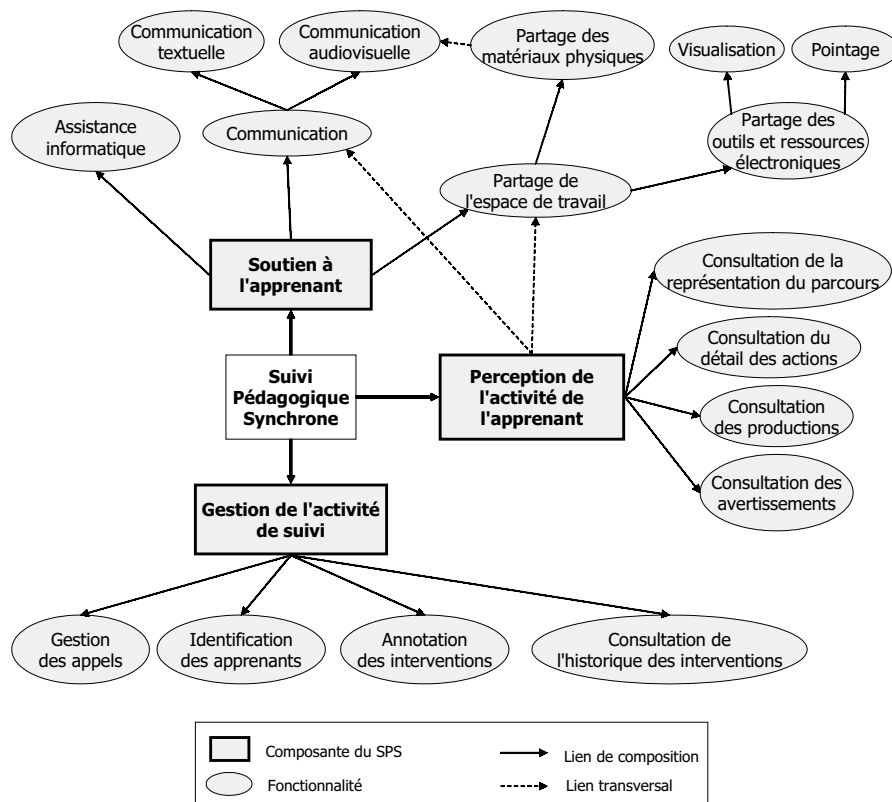 Communication
textuelle
Communication
audiovisuelle
Partage des
matériaux physiques
Visualisation
Pointage
Assistance
informatique
Communication
Partage des
outils et ressources
électroniques
Partage de
l'espace de travail
Soutien à
l'apprenant
Consultation de la
représentation du parcours
Consultation du
détail des actions
Suivi
Pédagogique
Synchrone
Perception de
l'activité de
l'apprenant
Consultation
des productions
Consultation des
avertissements
Gestion de l'activité
de suivi
Gestion
des appels
Identification
des apprenants
Annotation
des interventions
Consultation de
l'historique des interventions
Composante du SPS
Lien de composition
Fonctionnalité
Lien transversal